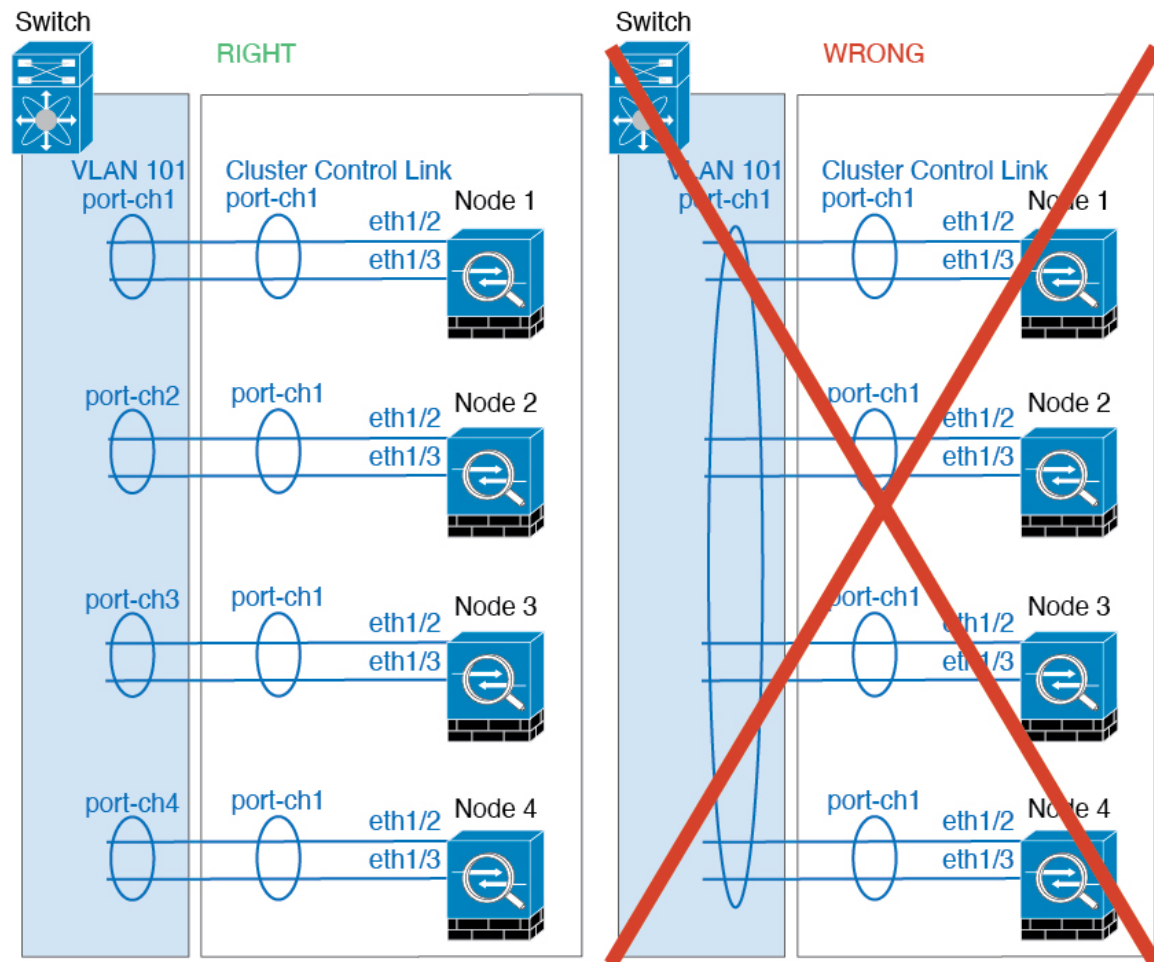 Switch
RIGHT
VLAN 101
port-ch1
Cluster Control Link
port-ch1
Node 1
eth1/2
eth1/3
port-ch2
port-ch1
Node 2
eth1/2
eth1/3
port-ch3
port-ch1
Node 3
eth1/2
eth1/3
port-ch4
port-ch1
Node 4
eth1/2
eth1/3
Switch
WRONG
VLAN 101
port-ch1
Cluster Control Link
port-ch1
Node 1
eth1/2
eth1/3
port-ch1
Node 2
eth1/2
eth1/3
port-ch1
Node 3
eth1/2
eth1/3
port-ch1
Node 4
eth1/2
eth1/3